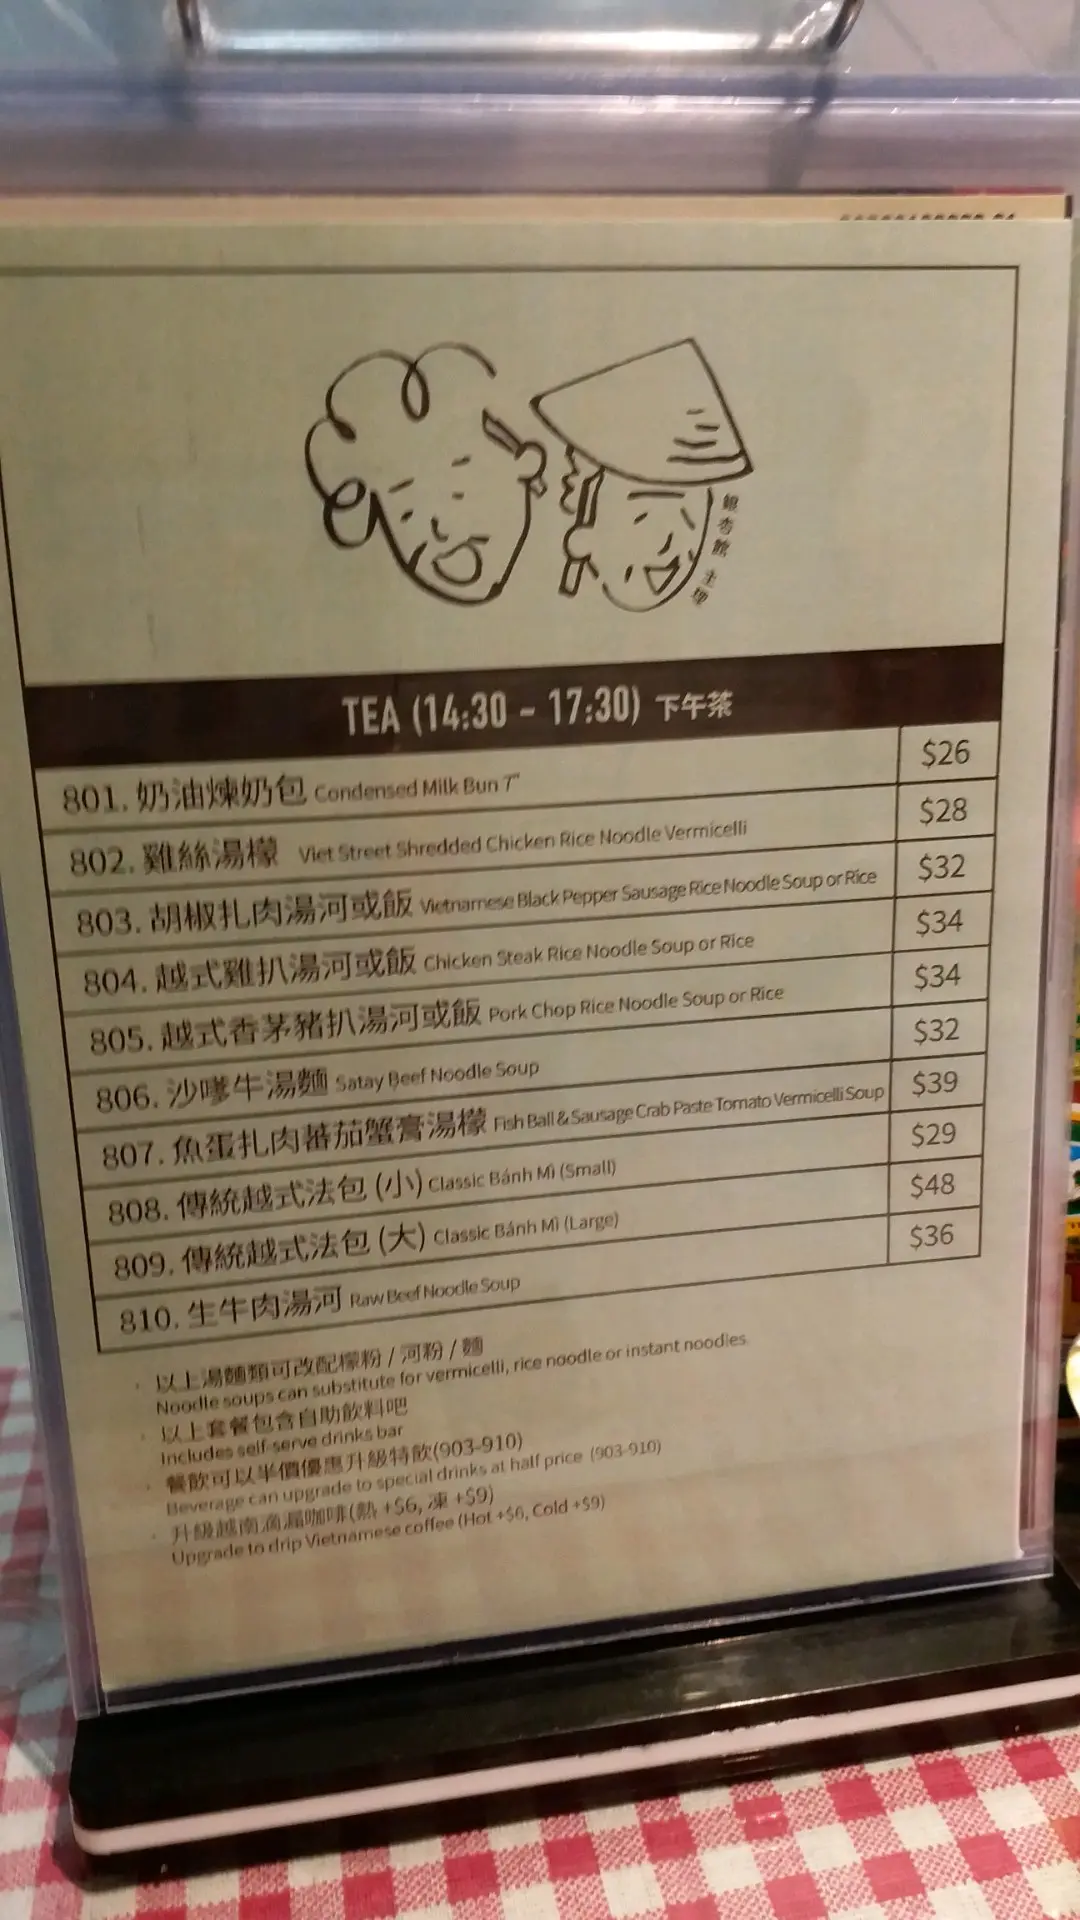 銀杏館 主理
TEA (14:30 - 17:30) 下午茶
801. 奶油煉奶包 Condensed Milk Bun 7" $26
802. 雞絲湯檬 Viet Street Shredded Chicken Rice Noodle Vermicelli $28
803. 胡椒扎肉湯河或飯 Vietnamese Black Pepper Sausage Rice Noodle Soup or Rice $32
804. 越式雞扒湯河或飯 Chicken Steak Rice Noodle Soup or Rice $34
805. 越式香茅豬扒湯河或飯 Pork Chop Rice Noodle Soup or Rice $34
806. 沙嗲牛湯麵 Satay Beef Noodle Soup $32
807. 魚蛋扎肉蕃茄蟹膏湯檬 Fish Ball & Sausage Crab Paste Tomato Vermicelli Soup $39
808. 傳統越式法包 (小) Classic Bánh Mì (Small) $29
809. 傳統越式法包 (大) Classic Bánh Mì (Large) $48
810. 生牛肉湯河 Raw Beef Noodle Soup $36
· 以上湯麵類可改配檬粉 / 河粉 / 麵
Noodle soups can substitute for vermicelli, rice noodle or instant noodles
· 以上套餐包含自助飲料吧
Includes self-serve drinks bar
· 餐飲可以半價優惠升級特飲(903-910)
Beverage can upgrade to special drinks at half price (903-910)
· 升級越南滴漏咖啡(熱 +$6, 凍 +$9)
Upgrade to drip Vietnamese coffee (Hot +$6, Cold +$9)